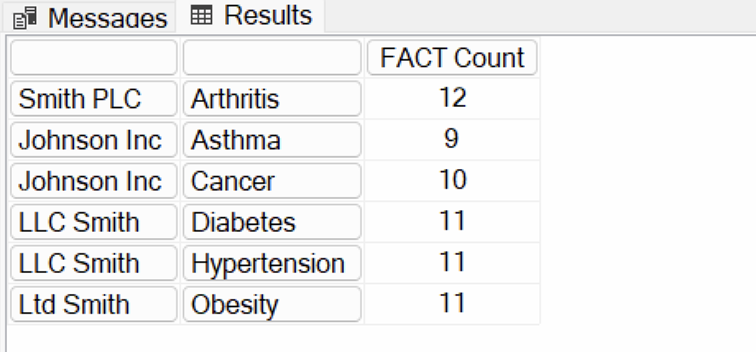 Messages Results
FACT Count
Smith PLC Arthritis 12
Johnson Inc Asthma 9
Johnson Inc Cancer 10
LLC Smith Diabetes 11
LLC Smith Hypertension 11
Ltd Smith Obesity 11